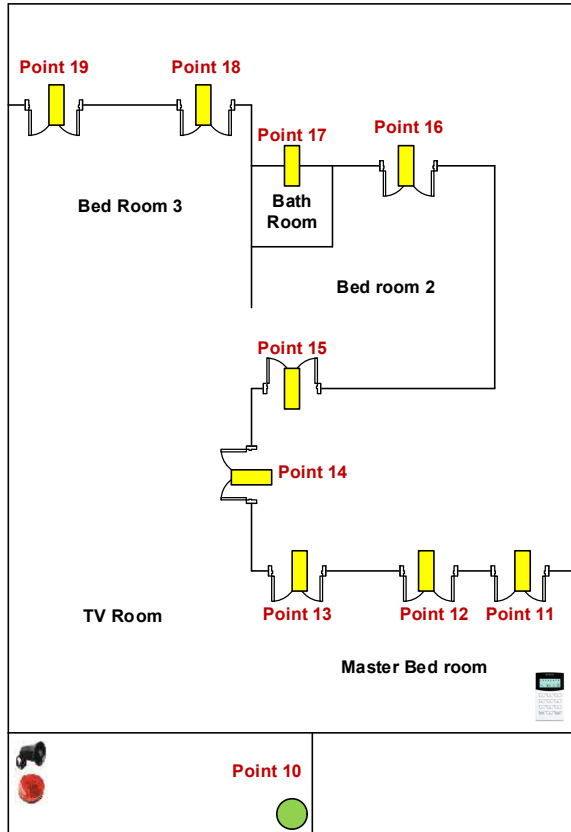 Point 19
Point 18
Point 17
Point 16
Bath
Room
Bed Room 3
Bed room 2
Point 15
Point 14
Point 13
Point 12
Point 11
TV Room
Master Bed room
Point 10